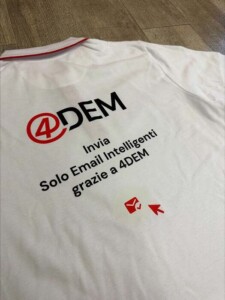 4DEM
Invia
Solo Email Intelligenti
grazie a 4DEM